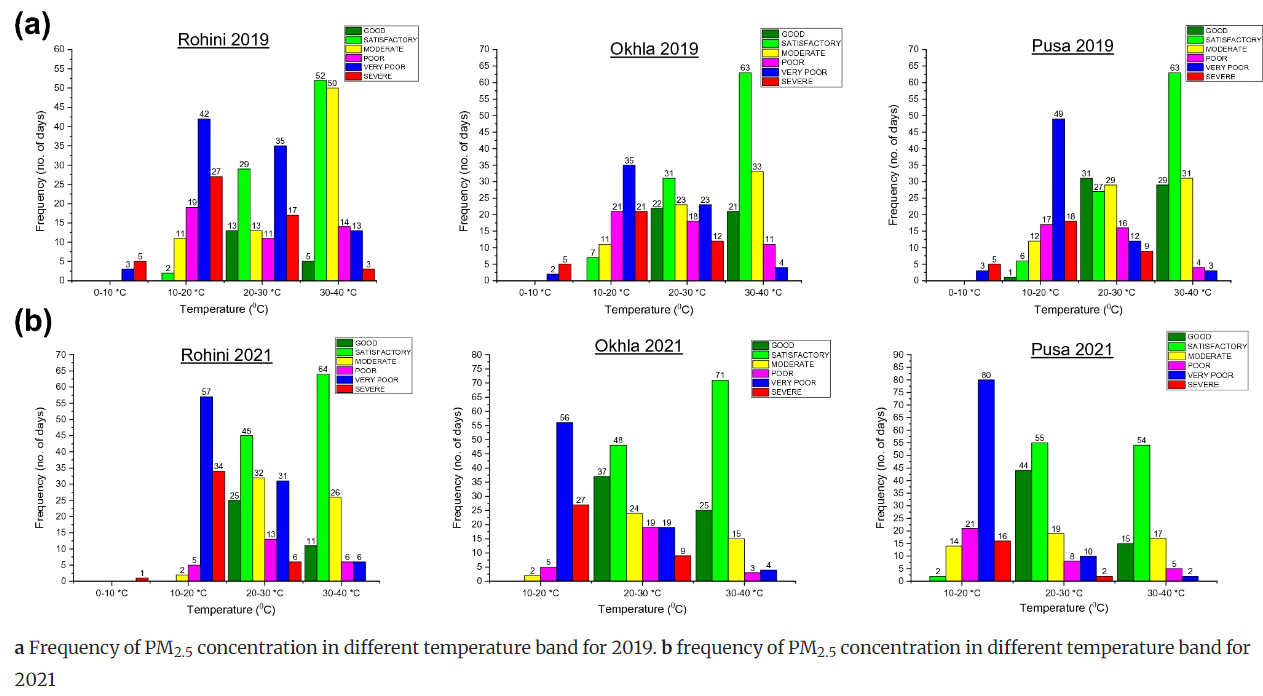 (a)
Rohini 2019
GOOD
SATISFACTORY
MODERATE
POOR
VERY POOR
SEVERE
Frequency (no. of days)
60
55
50
45
40
35
30
25
20
15
10
5
0
3 5
2 11 19 42 27
13 29 13 11 35 17
5 52 50 14 13 3
0-10 °C 10-20 °C 20-30 °C 30-40 °C
Temperature (⁰C)
Okhla 2019
GOOD
SATISFACTORY
MODERATE
POOR
VERY POOR
SEVERE
Frequency (no. of days)
70
65
60
55
50
45
40
35
30
25
20
15
10
5
0
2 5
7 11 21 35 21
22 31 23 18 23 12
21 63 33 11 4
0-10 °C 10-20 °C 20-30 °C 30-40 °C
Temperature (⁰C)
Pusa 2019
GOOD
SATISFACTORY
MODERATE
POOR
VERY POOR
SEVERE
Frequency (no. of days)
70
65
60
55
50
45
40
35
30
25
20
15
10
5
0
3 5
1 6 12 17 49 18
31 27 29 16 12 9
29 63 31 4 3
0-10 °C 10-20 °C 20-30 °C 30-40 °C
Temperature (⁰C)
(b)
Rohini 2021
GOOD
SATISFACTORY
MODERATE
POOR
VERY POOR
SEVERE
Frequency (no. of days)
70
65
60
55
50
45
40
35
30
25
20
15
10
5
0
1
2 5 57 34
25 45 32 13 31 6
11 64 26 6 6
0-10 °C 10-20 °C 20-30 °C 30-40 °C
Temperature (⁰C)
Okhla 2021
GOOD
SATISFACTORY
MODERATE
POOR
VERY POOR
SEVERE
Frequency (no. of days)
80
75
70
65
60
55
50
45
40
35
30
25
20
15
10
5
0
2 5 56 27
37 48 24 19 19 9
25 71 15 3 4
10-20 °C 20-30 °C 30-40 °C
Temperature (⁰C)
Pusa 2021
GOOD
SATISFACTORY
MODERATE
POOR
VERY POOR
SEVERE
Frequency (no. of days)
90
85
80
75
70
65
60
55
50
45
40
35
30
25
20
15
10
5
0
2 14 21 80 16
44 55 19 8 10 2
15 54 17 5 2
10-20 °C 20-30 °C 30-40 °C
Temperature (⁰C)
a Frequency of PM₂.₅ concentration in different temperature band for 2019. b frequency of PM₂.₅ concentration in different temperature band for
2021